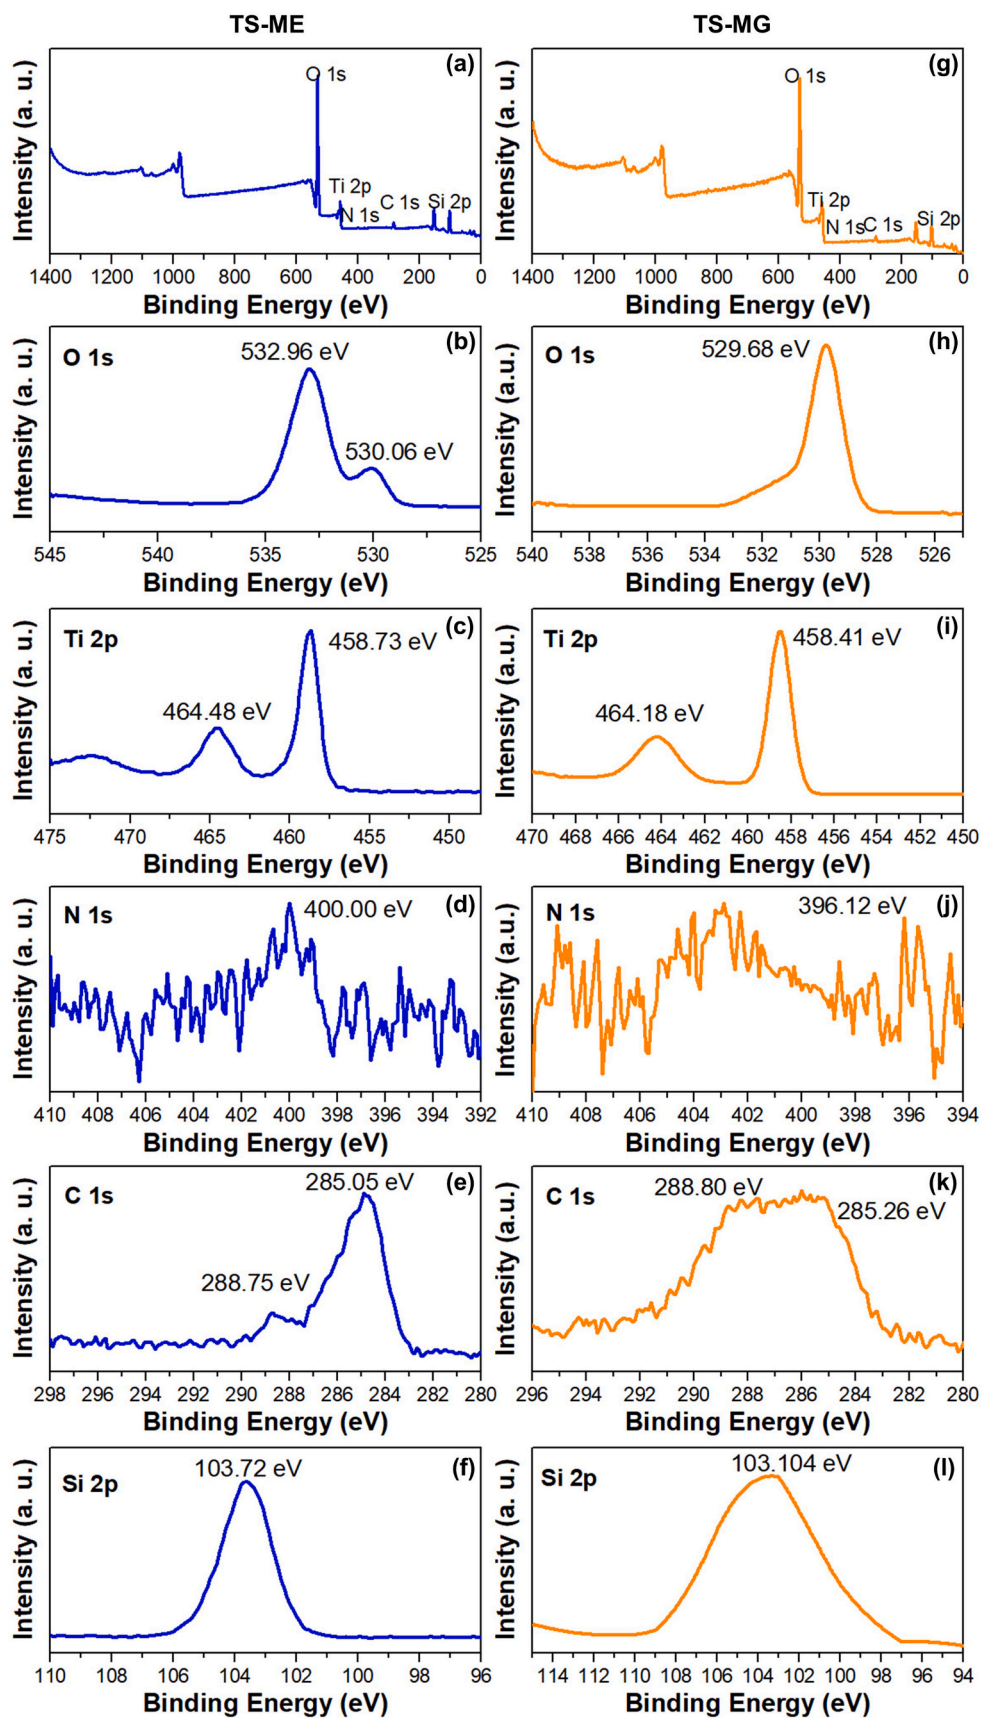 TS-ME
TS-MG
(a)
O 1s
Ti 2p
N 1s
C 1s
Si 2p
Intensity (a. u.)
1400 1200 1000 800 600 400 200 0
Binding Energy (eV)
(g)
O 1s
Ti 2p
N 1s
C 1s
Si 2p
Intensity (a. u.)
1400 1200 1000 800 600 400 200 0
Binding Energy (eV)
(b)
O 1s
532.96 eV
530.06 eV
Intensity (a. u.)
545 540 535 530 525
Binding Energy (eV)
(h)
O 1s
529.68 eV
Intensity (a.u.)
540 538 536 534 532 530 528 526
Binding Energy (eV)
(c)
Ti 2p
458.73 eV
464.48 eV
Intensity (a. u.)
475 470 465 460 455 450
Binding Energy (eV)
(i)
Ti 2p
458.41 eV
464.18 eV
Intensity (a.u.)
470 468 466 464 462 460 458 456 454 452 450
Binding Energy (eV)
(d)
N 1s
400.00 eV
Intensity (a. u.)
410 408 406 404 402 400 398 396 394 392
Binding Energy (eV)
(j)
N 1s
396.12 eV
Intensity (a.u.)
410 408 406 404 402 400 398 396 394
Binding Energy (eV)
(e)
C 1s
285.05 eV
288.75 eV
Intensity (a. u.)
298 296 294 292 290 288 286 284 282 280
Binding Energy (eV)
(k)
C 1s
288.80 eV
285.26 eV
Intensity (a.u.)
296 294 292 290 288 286 284 282 280
Binding Energy (eV)
(f)
Si 2p
103.72 eV
Intensity (a. u.)
110 108 106 104 102 100 98 96
Binding Energy (eV)
(l)
Si 2p
103.104 eV
Intensity (a.u.)
114 112 110 108 106 104 102 100 98 96 94
Binding Energy (eV)